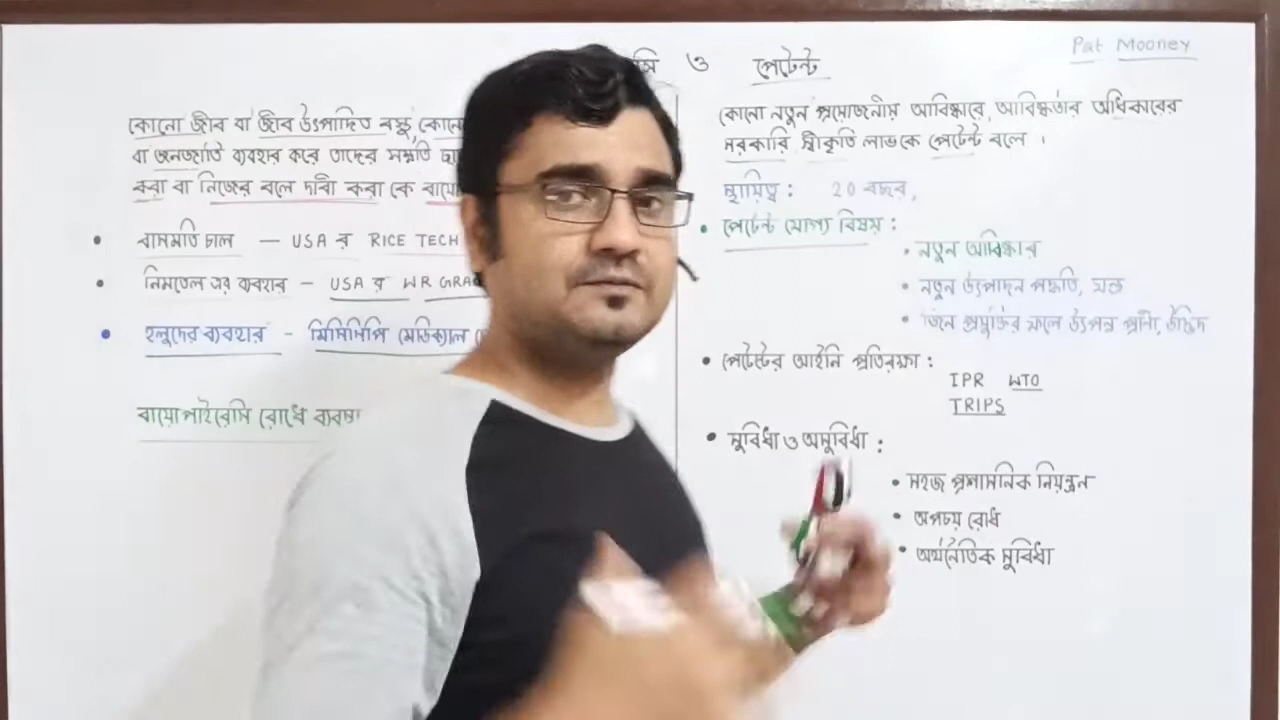 ও পেটেন্ট
Pat Mooney
কোনো জীব বা জীব উৎপাদিত বস্তু, কোনো
বা জনজাতি ব্যবহার করে তাদের সম্মতি ছা
করা বা নিজের বলে দাবী করা কে বায়ো
• বাসমতি চাল — USA র RICE TECH
• নিমতেল এর ব্যবহার – USA র WR GRA
• হলুদের ব্যবহার – মিসিসিপি মেডিক্যাল
বায়োপাইরেসি রোধে ব্যবস্থা
কোনো নতুন প্রয়োজনীয় আবিষ্কারে, আবিষ্কর্তার অধিকারের
সরকারি স্বীকৃতি লাভকে পেটেন্ট বলে ।
স্থায়িত্ব : 20 বছর,
• পেটেন্ট যোগ্য বিষয় :
• নতুন আবিষ্কার
• নতুন উৎপাদন পদ্ধতি, যন্ত্র
• জিন প্রযুক্তির ফলে উৎপন্ন প্রানী, উদ্ভিদ
• পেটেন্টের আইনি প্রতিরক্ষা :
IPR WTO
TRIPS
• সুবিধা ও অসুবিধা :
• সহজ প্রশাসনিক নিয়ন্ত্রন
• অপচয় রোধ
• অর্থনৈতিক সুবিধা